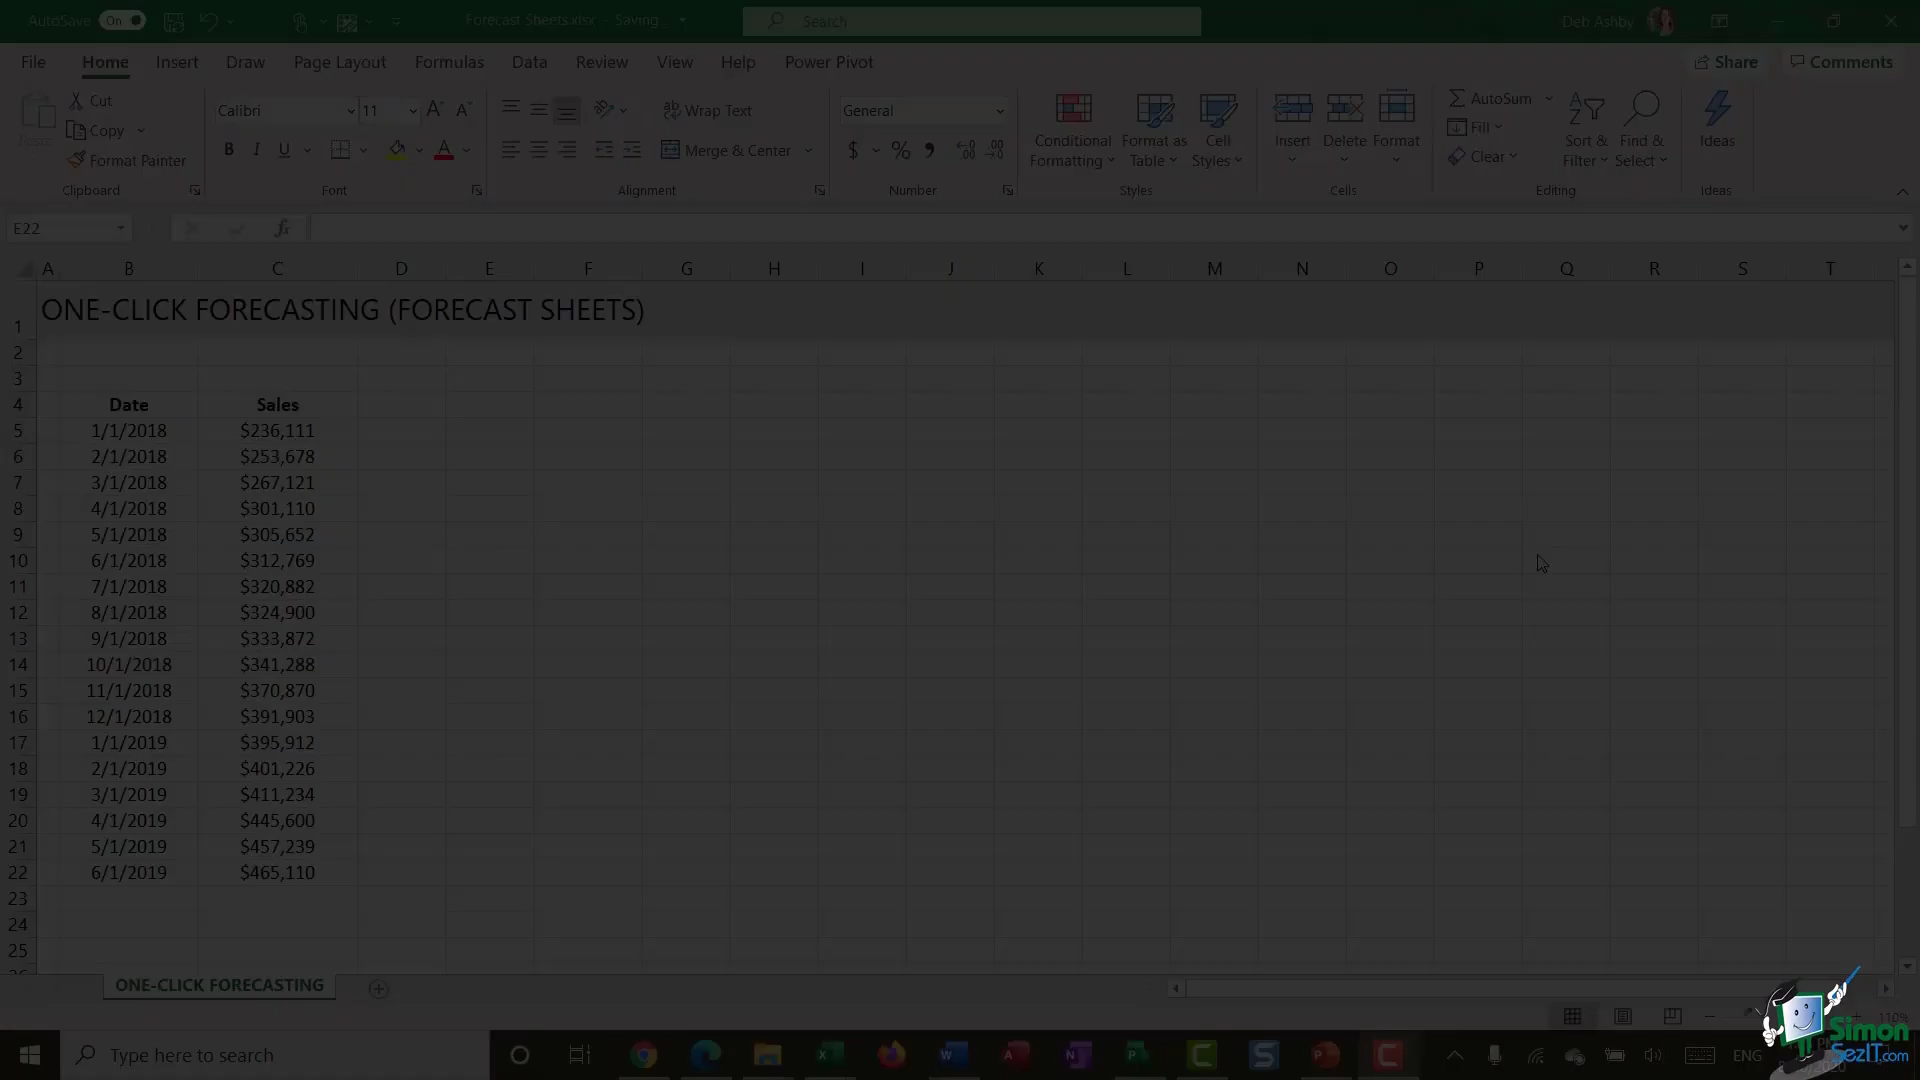 AutoSave On Forecast Sheets.xlsx - Saving... Search Deb Ashby
File Home Insert Draw Page Layout Formulas Data Review View Help Power Pivot Share Comments
Paste
Cut
Copy
Format Painter
Clipboard
Calibri 11
B I U A
Font
ab Wrap Text
Merge & Center
Alignment
General
$ % 9
Number
Conditional Formatting
Format as Table
Cell Styles
Styles
Insert Delete Format
Cells
AutoSum
Fill
Clear
Sort & Filter
Find & Select
Editing
Ideas
Ideas
E22 fx
A B C D E F G H I J K L M N O P Q R S T
1 ONE-CLICK FORECASTING (FORECAST SHEETS)
2
3
4 Date Sales
5 1/1/2018 $236,111
6 2/1/2018 $253,678
7 3/1/2018 $267,121
8 4/1/2018 $301,110
9 5/1/2018 $305,652
10 6/1/2018 $312,769
11 7/1/2018 $320,882
12 8/1/2018 $324,900
13 9/1/2018 $333,872
14 10/1/2018 $341,288
15 11/1/2018 $370,870
16 12/1/2018 $391,903
17 1/1/2019 $395,912
18 2/1/2019 $401,226
19 3/1/2019 $411,234
20 4/1/2019 $445,600
21 5/1/2019 $457,239
22 6/1/2019 $465,110
23
24
25
ONE-CLICK FORECASTING
110%
Type here to search
ENG
Simon
SezIT.com